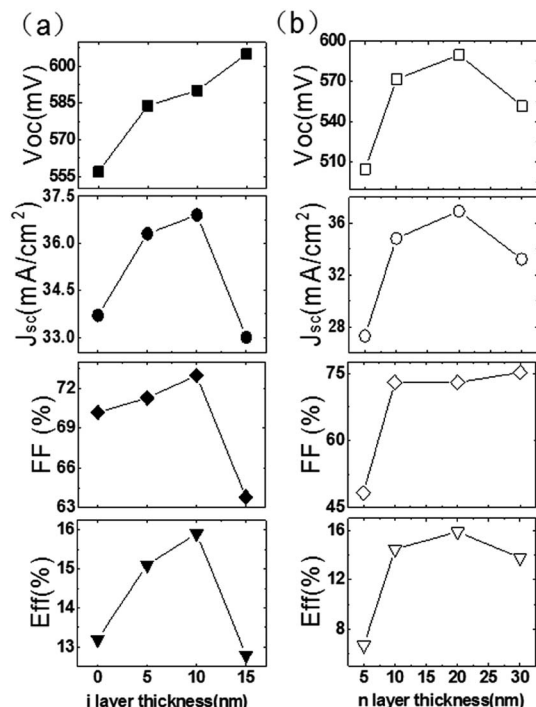 (a)
Voc(mV)
600
585
570
555
Jsc(mA/cm²)
37.5
36.0
34.5
33.0
FF (%)
72
69
66
63
Eff(%)
16
15
14
13
0 5 10 15
i layer thickness(nm)
(b)
Voc(mV)
600
570
540
510
Jsc(mA/cm²)
36
32
28
FF (%)
75
60
45
Eff(%)
16
12
8
5 10 15 20 25 30
n layer thickness(nm)